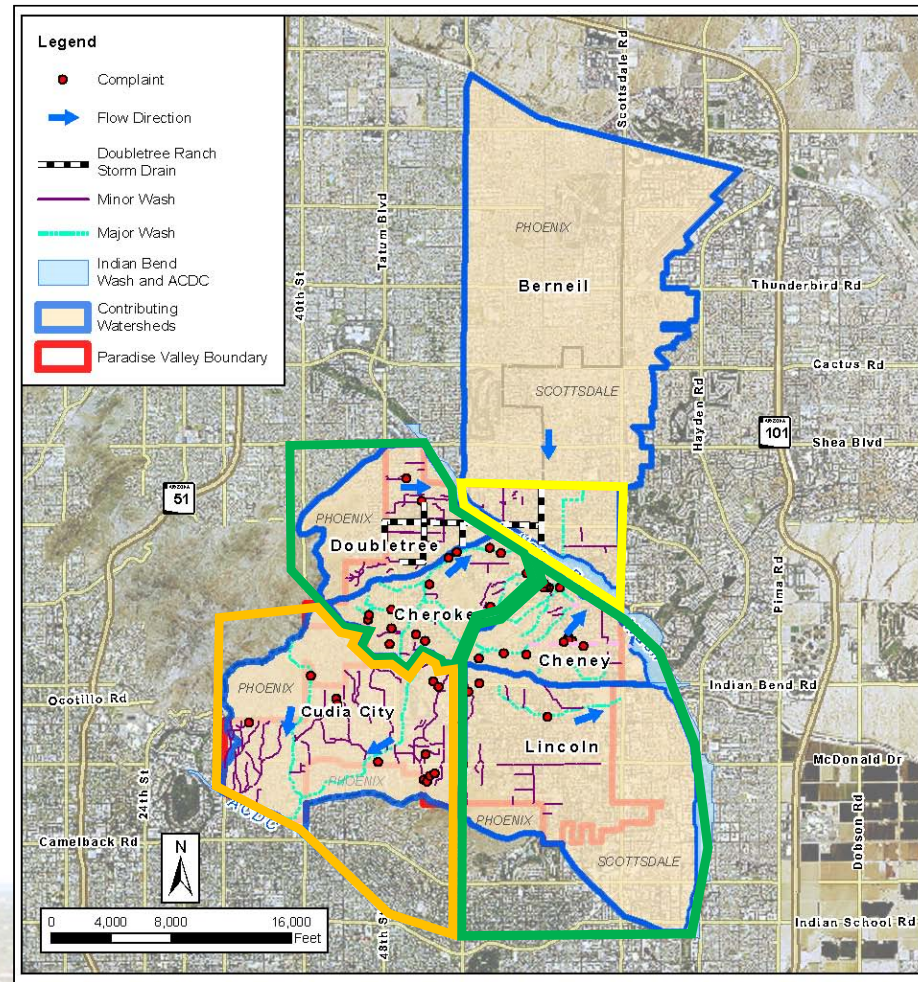 Legend
Complaint
Flow Direction
Doubletree Ranch
Storm Drain
Minor Wash
Major Wash
Indian Bend
Wash and ACDC
Contributing
Watersheds
Paradise Valley Boundary
Scottsdale Rd
Tatum Blvd
40th St
PHOENIX
Berneil
Thunderbird Rd
Cactus Rd
SCOTTSDALE
Hayden Rd
ARIZONA
101
Shea Blvd
ARIZONA
51
PHOENIX
Doubletree
Pima Rd
Cheroke
Cheney
Ocotillo Rd
PHOENIX
Indian Bend Rd
Cudia City
Lincoln
McDonald Dr
24th St
PHOENIX
ACDC
PHOENIX
Camelback Rd
SCOTTSDALE
Dobson Rd
N
48th St
Indian School Rd
0 4,000 8,000 16,000
Feet